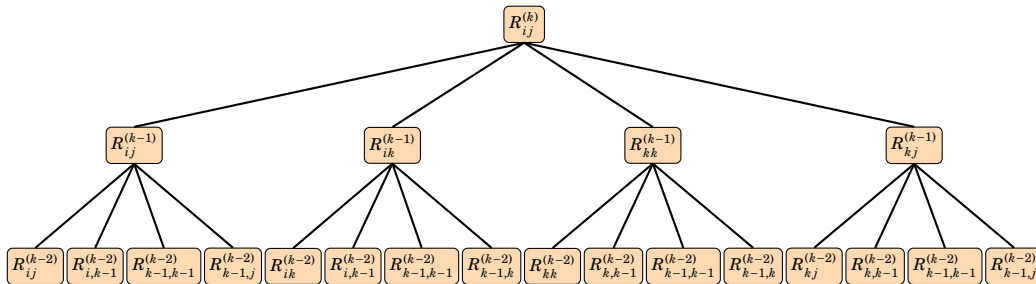 R_{ij}^{(k)}
R_{ij}^{(k−1)} R_{ik}^{(k−1)} R_{kk}^{(k−1)} R_{kj}^{(k−1)}
R_{ij}^{(k−2)} R_{i,k−1}^{(k−2)} R_{k−1,k−1}^{(k−2)} R_{k−1,j}^{(k−2)} R_{ik}^{(k−2)} R_{i,k−1}^{(k−2)} R_{k−1,k−1}^{(k−2)} R_{k−1,k}^{(k−2)} R_{kk}^{(k−2)} R_{k,k−1}^{(k−2)} R_{k−1,k−1}^{(k−2)} R_{k−1,k}^{(k−2)} R_{kj}^{(k−2)} R_{k,k−1}^{(k−2)} R_{k−1,k−1}^{(k−2)} R_{k−1,j}^{(k−2)}